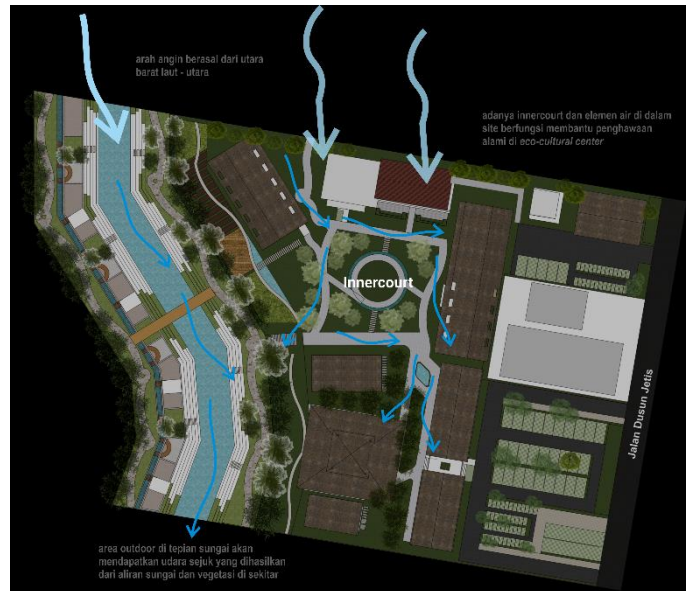 arah angin berasal dari utara
barat laut - utara
adanya innercourt dan elemen air di dalam
site berfungsi membantu penghawaan
alami di eco-cultural center
Innercourt
Jalan Dusun Jetis
area outdoor di tepian sungai akan
mendapatkan udara sejuk yang dihasilkan
dari aliran sungai dan vegetasi di sekitar